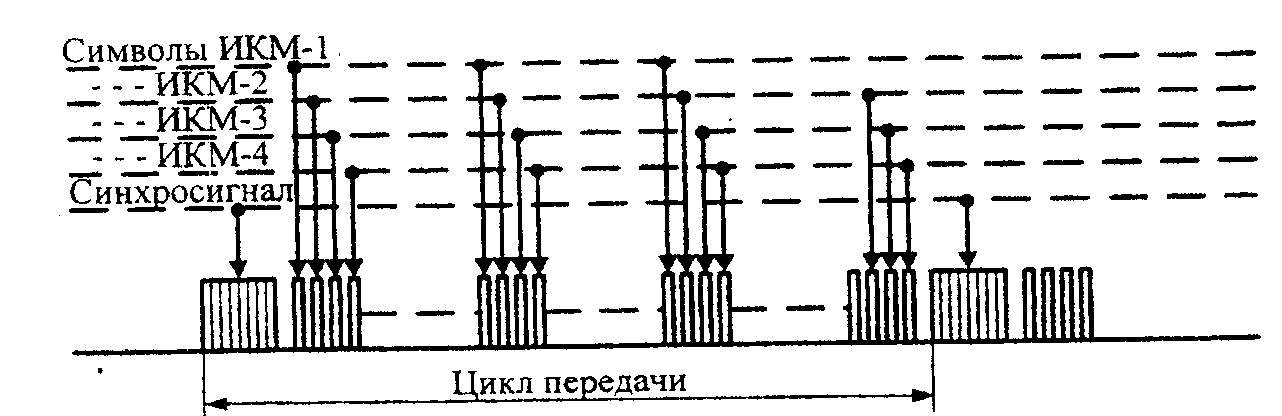 Символы ИКМ-1
- - - ИКМ-2
- - - ИКМ-3
- - - ИКМ-4
Синхросигнал
Цикл передачи